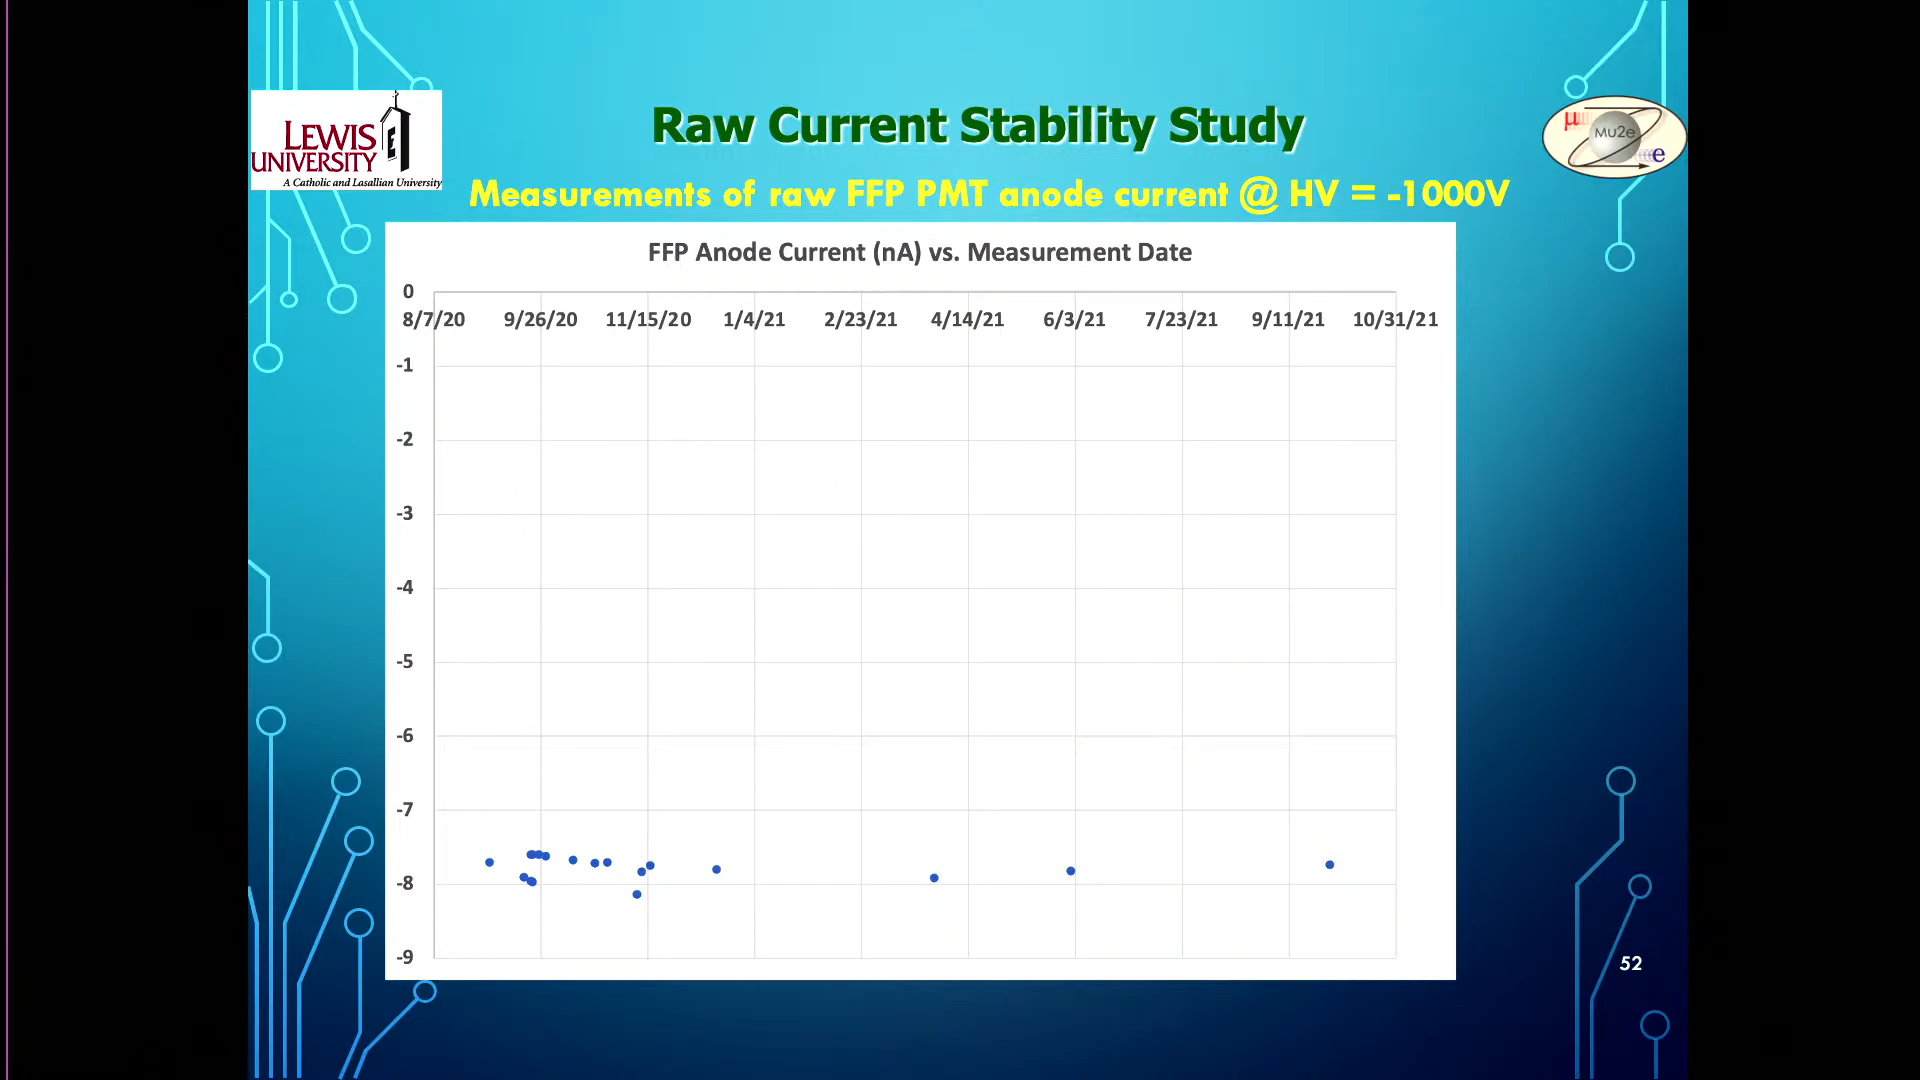 Raw Current Stability Study
LEWIS
UNIVERSITY
A Catholic and Lasallian University
Mu2e
μ
e
Measurements of raw FFP PMT anode current @ HV = -1000V
FFP Anode Current (nA) vs. Measurement Date
0
8/7/20 9/26/20 11/15/20 1/4/21 2/23/21 4/14/21 6/3/21 7/23/21 9/11/21 10/31/21
-1
-2
-3
-4
-5
-6
-7
-8
-9
52